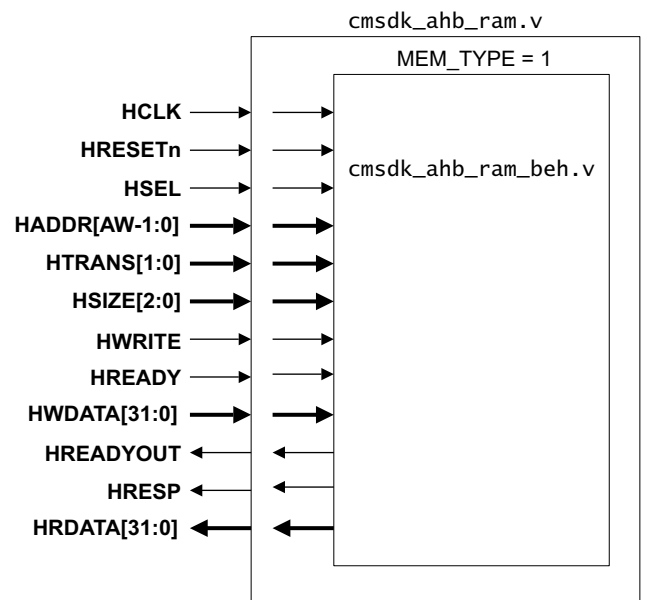 cmsdk_ahb_ram.v
MEM_TYPE = 1
HCLK
HRESETn
cmsdk_ahb_ram_beh.v
HSEL
HADDR[AW-1:0]
HTRANS[1:0]
HSIZE[2:0]
HWRITE
HREADY
HWDATA[31:0]
HREADYOUT
HRESP
HRDATA[31:0]